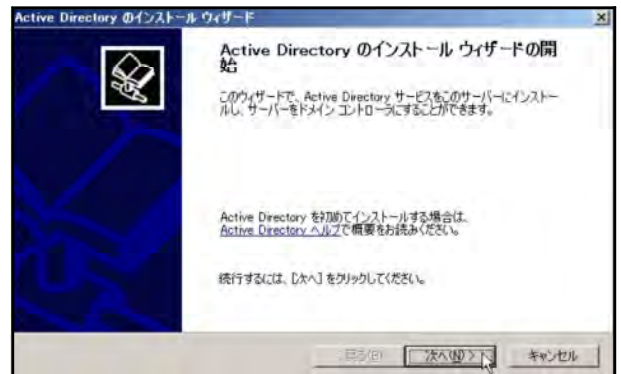 Active Directory のインストール ウィザード
Active Directory のインストール ウィザードの開
始
このウィザードで、Active Directory サービスをこのサーバーにインストー
ルし、サーバーをドメイン コントローラにすることができます。
Active Directory を初めてインストールする場合は、
Active Directory ヘルプで概要をお読みください。
続行するには、[次へ] をクリックしてください。
< 戻る(B)
次へ(N) >
キャンセル